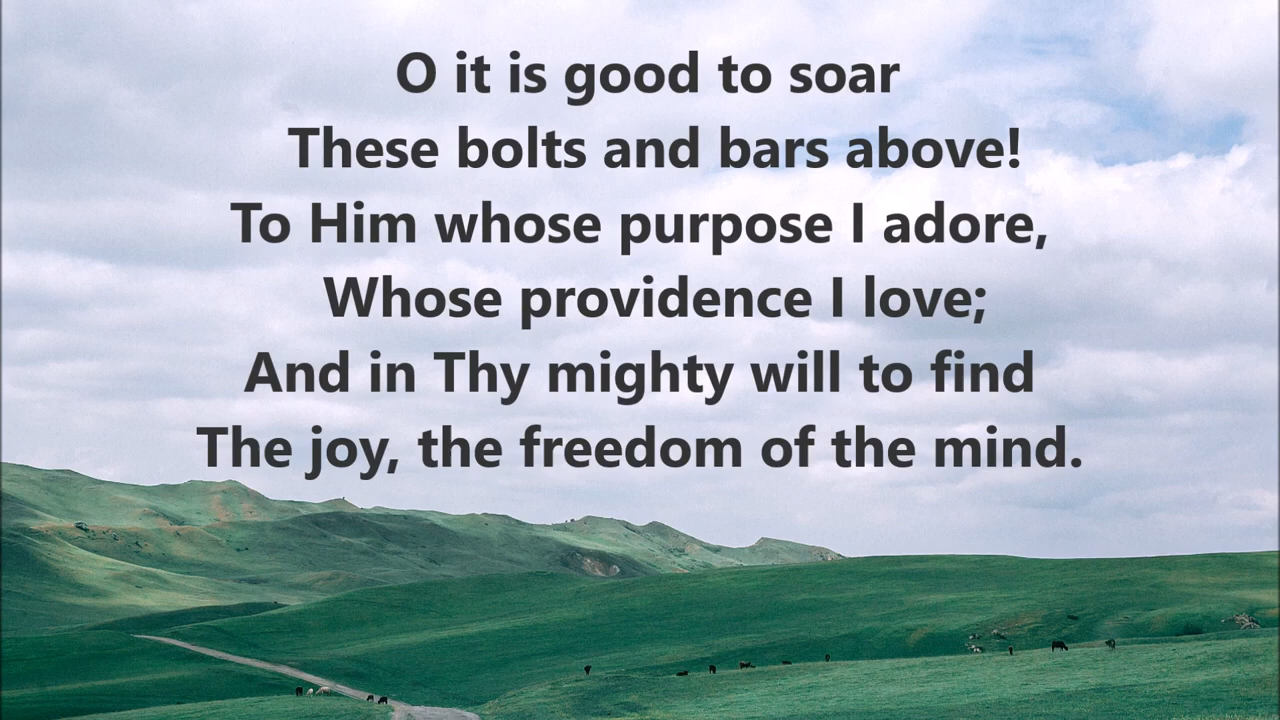 O it is good to soar
These bolts and bars above!
To Him whose purpose I adore,
Whose providence I love;
And in Thy mighty will to find
The joy, the freedom of the mind.